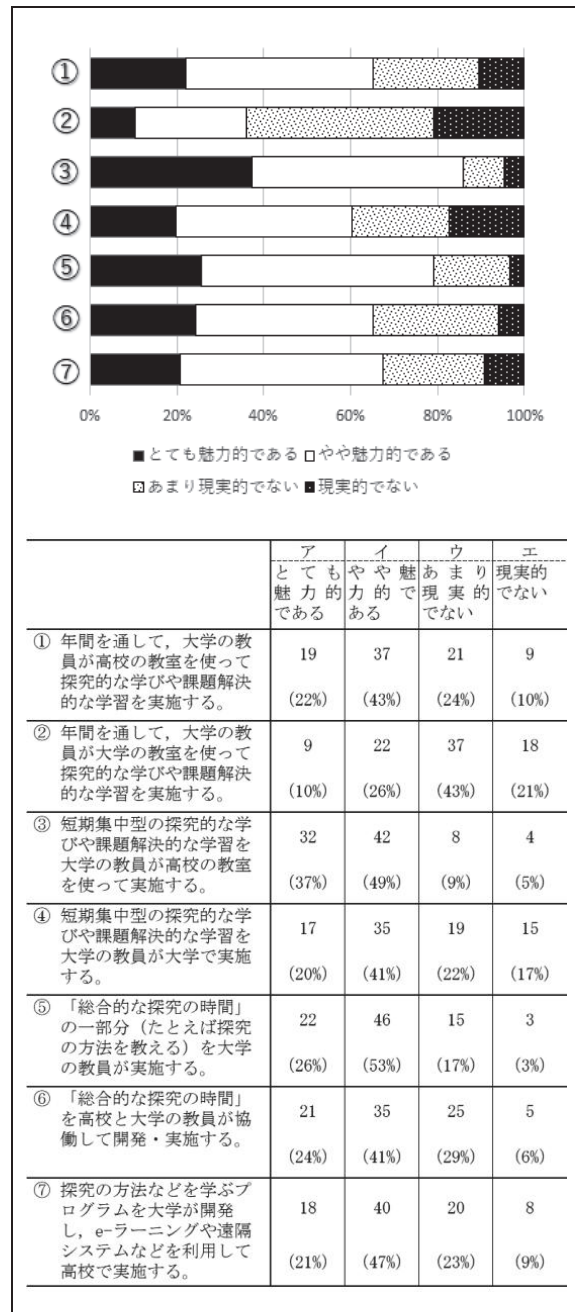 ①
②
③
④
⑤
⑥
⑦
0% 20% 40% 60% 80% 100%
■とても魅力的である □やや魅力的である
あまり現実的でない ■現実的でない
ア イ ウ エ
とても魅力的である やや魅力的である あまり現実的でない 現実的でない
① 年間を通して，大学の教
員が高校の教室を使って
探究的な学びや課題解決
的な学習を実施する。
19 37 21 9
(22%) (43%) (24%) (10%)
② 年間を通して，大学の教
員が大学の教室を使って
探究的な学びや課題解決
的な学習を実施する。
9 22 37 18
(10%) (26%) (43%) (21%)
③ 短期集中型の探究的な学
びや課題解決的な学習を
大学の教員が高校の教室
を使って実施する。
32 42 8 4
(37%) (49%) (9%) (5%)
④ 短期集中型の探究的な学
びや課題解決的な学習を
大学の教員が大学で実施
する。
17 35 19 15
(20%) (41%) (22%) (17%)
⑤ 「総合的な探究の時間」
の一部分（たとえば探究
の方法を教える）を大学
の教員が実施する。
22 46 15 3
(26%) (53%) (17%) (3%)
⑥ 「総合的な探究の時間」
を高校と大学の教員が協
働して開発・実施する。
21 35 25 5
(24%) (41%) (29%) (6%)
⑦ 探究の方法などを学ぶプ
ログラムを大学が開発
し，e-ラーニングや遠隔
システムなどを利用して
高校で実施する。
18 40 20 8
(21%) (47%) (23%) (9%)